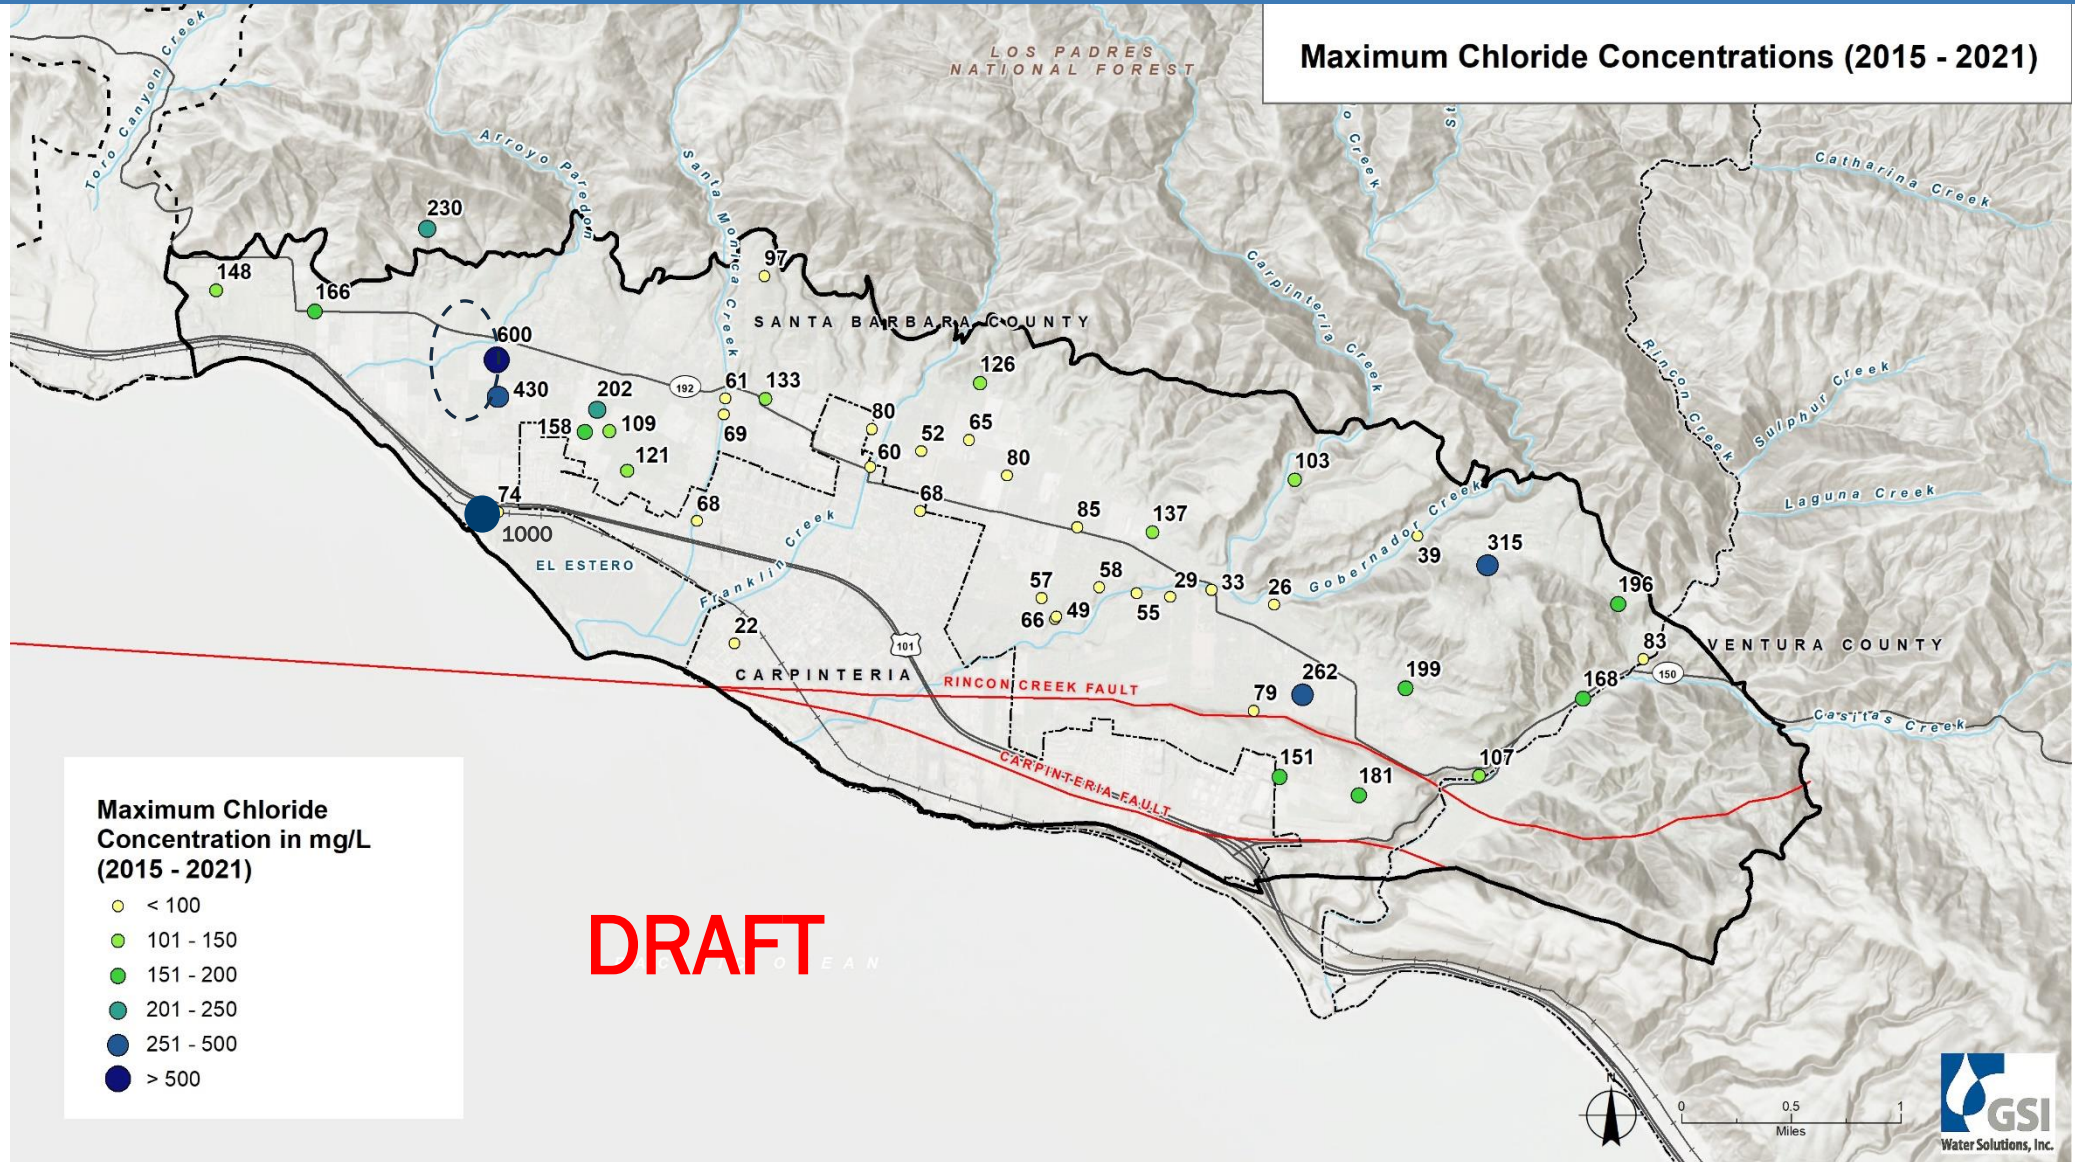 Maximum Chloride Concentrations (2015 - 2021)
LOS PADRES
NATIONAL FOREST
Toro Canyon Creek
Arroyo Paredon
Santa Monica Creek
o Creek
St
Catharina Creek
Carpinteria Creek
Rincon Creek
Sulphur Creek
Laguna Creek
Gobernador Creek
Casitas Creek
Franklin Creek
230
148
166
97
SANTA BARBARA COUNTY
600
430
202
158
109
121
192
61
133
69
126
80
52
65
60
80
68
103
74
1000
68
85
137
EL ESTERO
39
315
57
58
29
33
26
196
66
49
55
22
101
83
VENTURA COUNTY
150
CARPINTERIA
RINCON CREEK FAULT
79
262
199
168
CARPINTERIA FAULT
151
181
107
Maximum Chloride
Concentration in mg/L
(2015 - 2021)
< 100
101 - 150
151 - 200
201 - 250
251 - 500
> 500
DRAFT
N
0 0.5 1
Miles
GSI
Water Solutions, Inc.